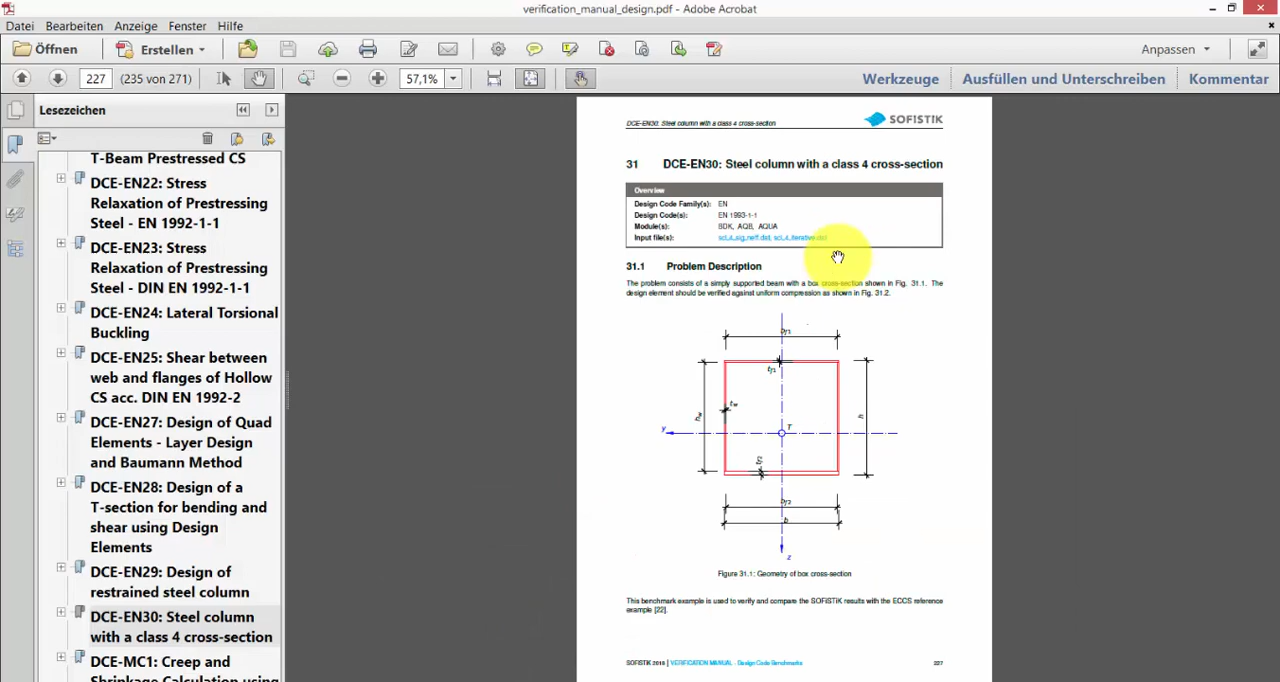 verification_manual_design.pdf - Adobe Acrobat
Datei Bearbeiten Anzeige Fenster Hilfe
Öffnen Erstellen Anpassen
227 (235 von 271) 57,1% Werkzeuge Ausfüllen und Unterschreiben Kommentar
Lesezeichen
T-Beam Prestressed CS
DCE-EN22: Stress
Relaxation of Prestressing
Steel - EN 1992-1-1
DCE-EN23: Stress
Relaxation of Prestressing
Steel - DIN EN 1992-1-1
DCE-EN24: Lateral Torsional
Buckling
DCE-EN25: Shear between
web and flanges of Hollow
CS acc. DIN EN 1992-2
DCE-EN27: Design of Quad
Elements - Layer Design
and Baumann Method
DCE-EN28: Design of a
T-section for bending and
shear using Design
Elements
DCE-EN29: Design of
restrained steel column
DCE-EN30: Steel column
with a class 4 cross-section
DCE-MC1: Creep and
Shrinkage Calculation using
DCE-EN30: Steel column with a class 4 cross-section
SOFISTIK
31 DCE-EN30: Steel column with a class 4 cross-section
Overview
Design Code Family(s): EN
Design Code(s): EN 1993-1-1
Module(s): BDK, AQB, AQUA
Input file(s):
31.1 Problem Description
The problem consists of a simply supported beam with a box cross-section shown in Fig. 31.1. The
design element should be verified against uniform compression as shown in Fig. 31.2.
bf1
tf1
hw
tw
h
y
T
tf2
bf2
b
z
Figure 31.1: Geometry of box cross-section
This benchmark example is used to verify and compare the SOFiSTiK results with the ECCS reference
example [22].
SOFiSTiK 2018 | VERiFiCATiON MANUAL - Design Code Benchmarks 227